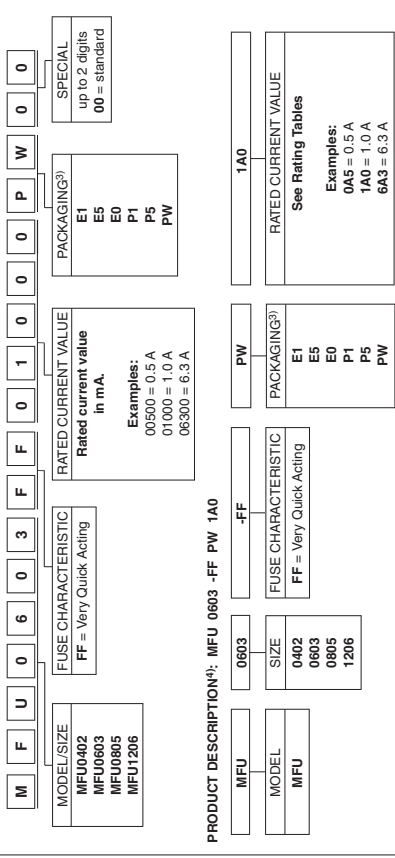 M F U 0 6 0 3 F F 0 1 0 0 0 P W 0 0
MODEL/SIZE
MFU0402
MFU0603
MFU0805
MFU1206
FUSE CHARACTERISTIC
FF = Very Quick Acting
RATED CURRENT VALUE
Rated current value
in mA.
Examples:
00500 = 0.5 A
01000 = 1.0 A
06300 = 6.3 A
PACKAGING3)
E1
E5
E0
P1
P5
PW
SPECIAL
up to 2 digits
00 = standard
PRODUCT DESCRIPTION4): MFU 0603 -FF PW 1A0
MFU
MODEL
MFU
0603
SIZE
0402
0603
0805
1206
-FF
FUSE CHARACTERISTIC
FF = Very Quick Acting
PW
PACKAGING3)
E1
E5
E0
P1
P5
PW
1A0
RATED CURRENT VALUE
See Rating Tables
Examples:
0A5 = 0.5 A
1A0 = 1.0 A
6A3 = 6.3 A